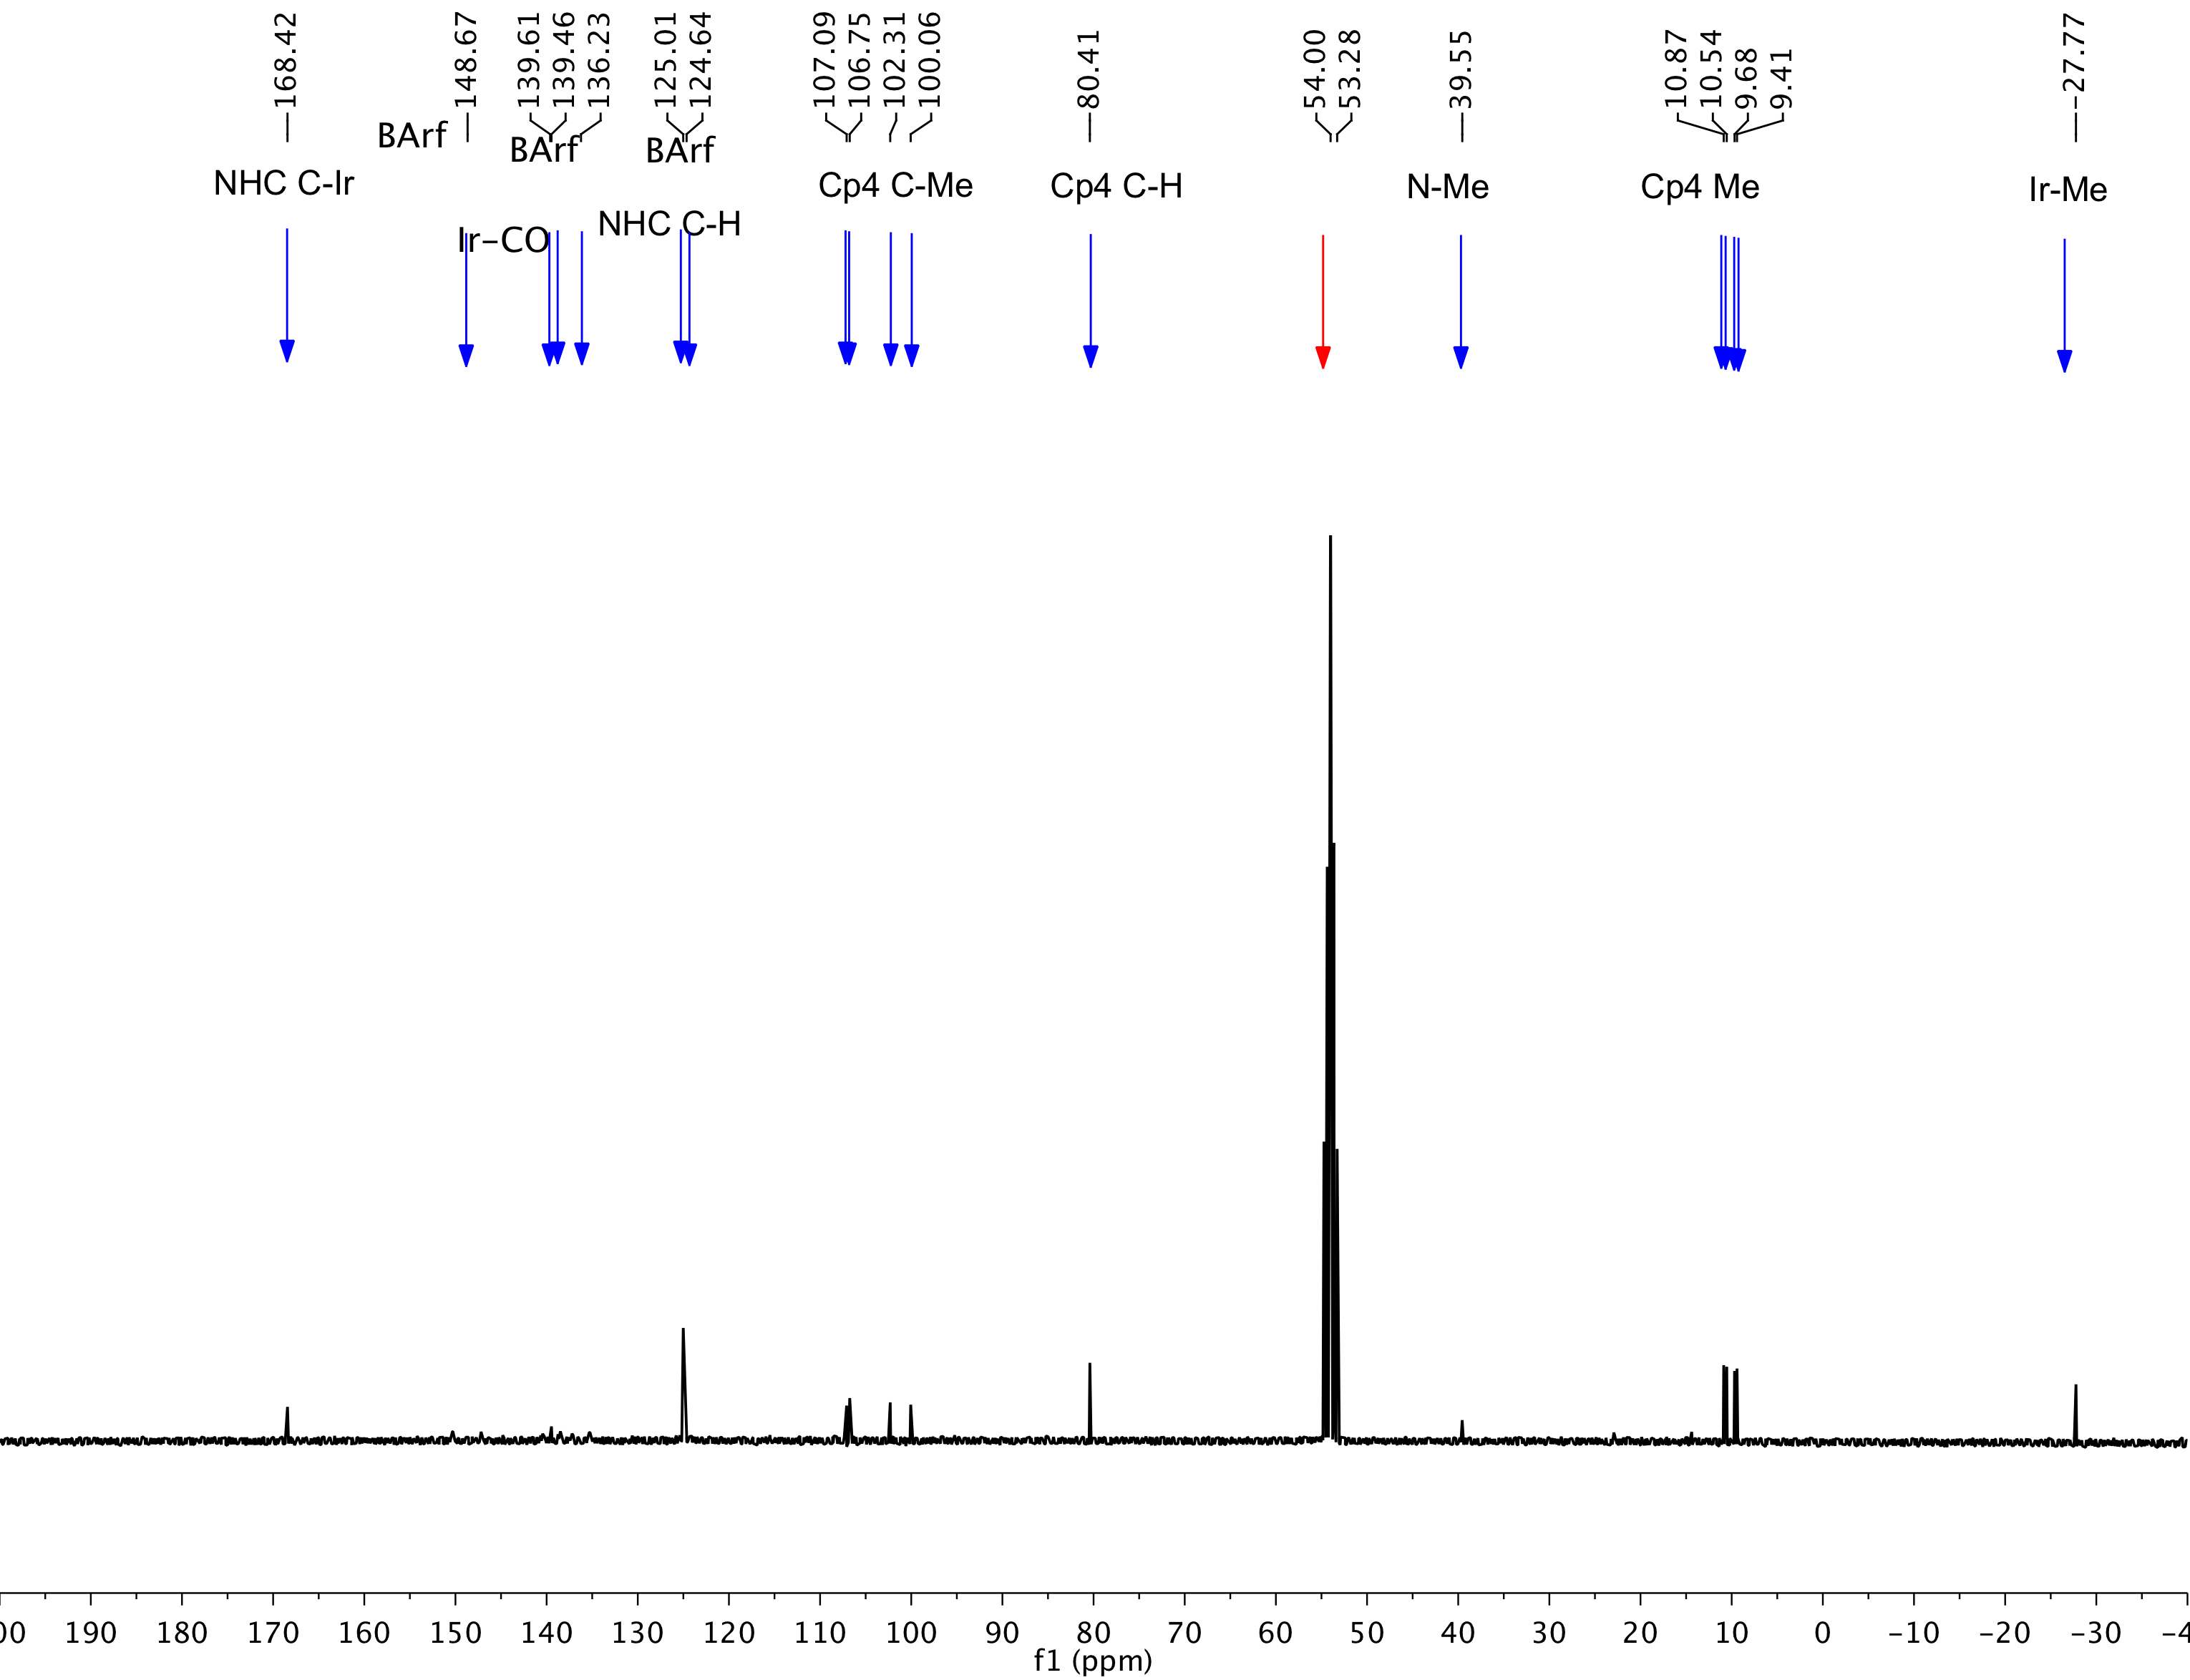 168.42
148.67
139.61
139.46
136.23
125.01
124.64
107.09
106.75
102.31
100.06
80.41
54.00
53.28
39.55
10.87
10.54
9.68
9.41
-27.77
BArf
BArf
BArf
NHC C-Ir
Cp4 C-Me
Cp4 C-H
N-Me
Cp4 Me
Ir-Me
Ir-CO
NHC C-H
00 190 180 170 160 150 140 130 120 110 100 90 80 70 60 50 40 30 20 10 0 -10 -20 -30 -4
f1 (ppm)